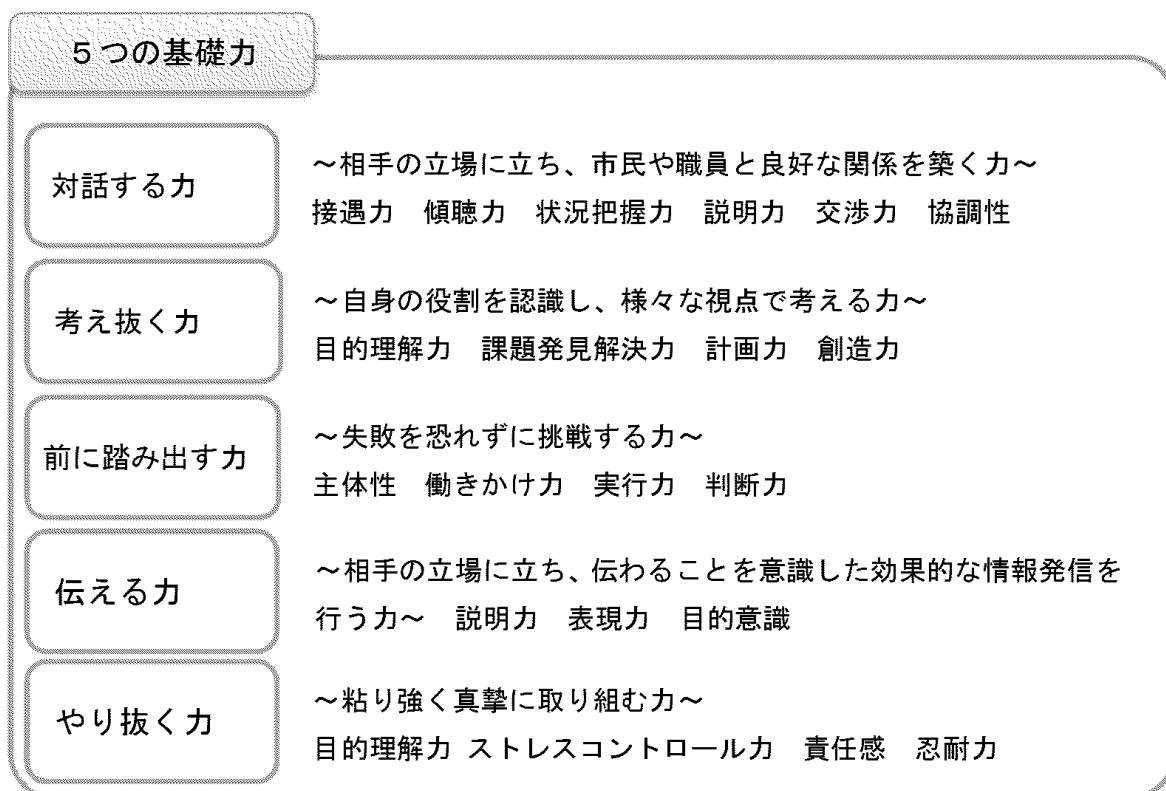 5つの基礎力
対話する力
～相手の立場に立ち、市民や職員と良好な関係を築く力～
接遇力　傾聴力　状況把握力　説明力　交渉力　協調性
考え抜く力
～自身の役割を認識し、様々な視点で考える力～
目的理解力　課題発見解決力　計画力　創造力
前に踏み出す力
～失敗を恐れずに挑戦する力～
主体性　働きかけ力　実行力　判断力
伝える力
～相手の立場に立ち、伝わることを意識した効果的な情報発信を
行う力～　説明力　表現力　目的意識
やり抜く力
～粘り強く真摯に取り組む力～
目的理解力 ストレスコントロール力　責任感　忍耐力